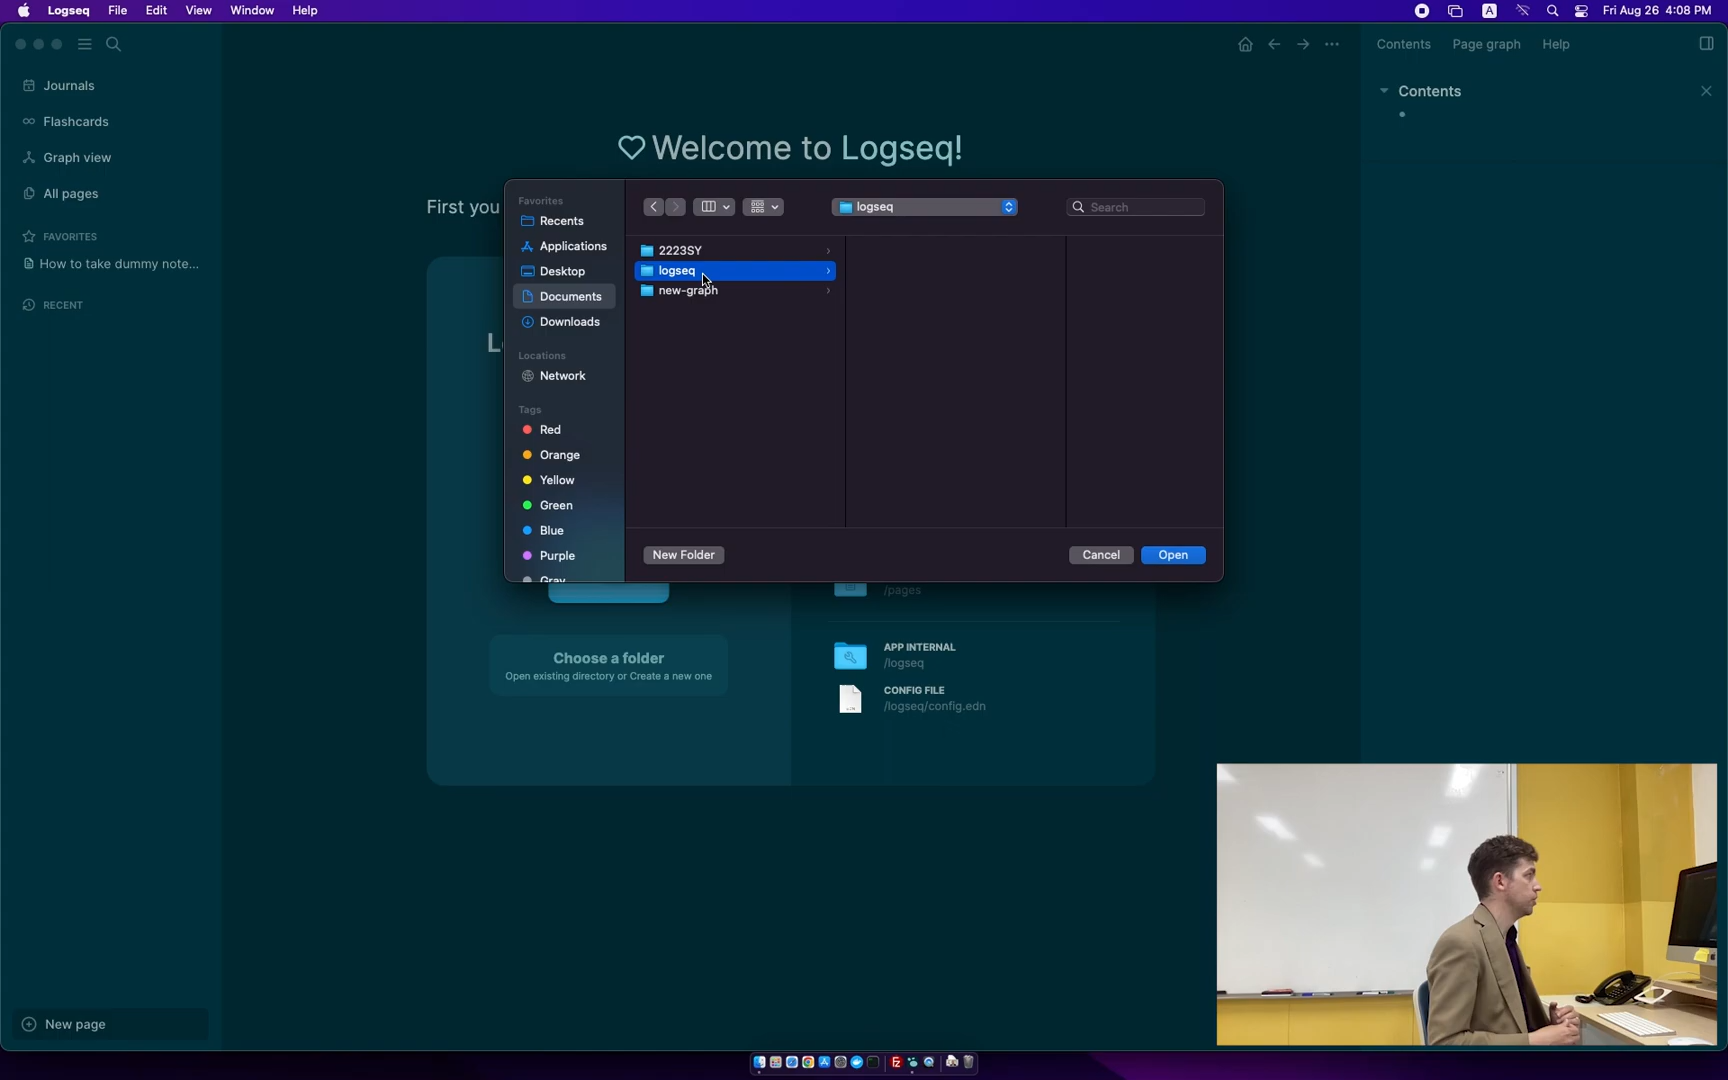 Logseq File Edit View Window Help
A Fri Aug 26 4:08 PM
Contents Page graph Help
Journals
Flashcards
Graph view
All pages
FAVORITES
How to take dummy note...
RECENT
New page
Contents
Welcome to Logseq!
First you
L
Favorites
Recents
Applications
Desktop
Documents
Downloads
Locations
Network
Tags
Red
Orange
Yellow
Green
Blue
Purple
Gray
logseq
Search
2223SY
logseq
new-graph
New Folder
Cancel
Open
/pages
Choose a folder
Open existing directory or Create a new one
APP INTERNAL
/logseq
CONFIG FILE
/logseq/config.edn